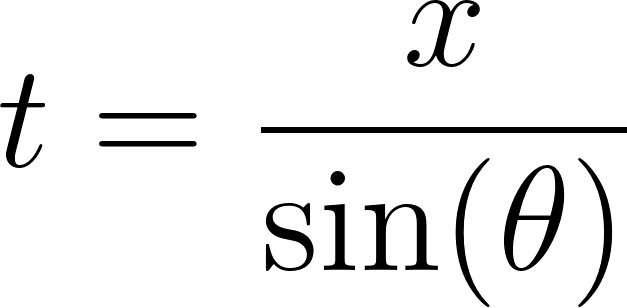 t = x / sin(θ)